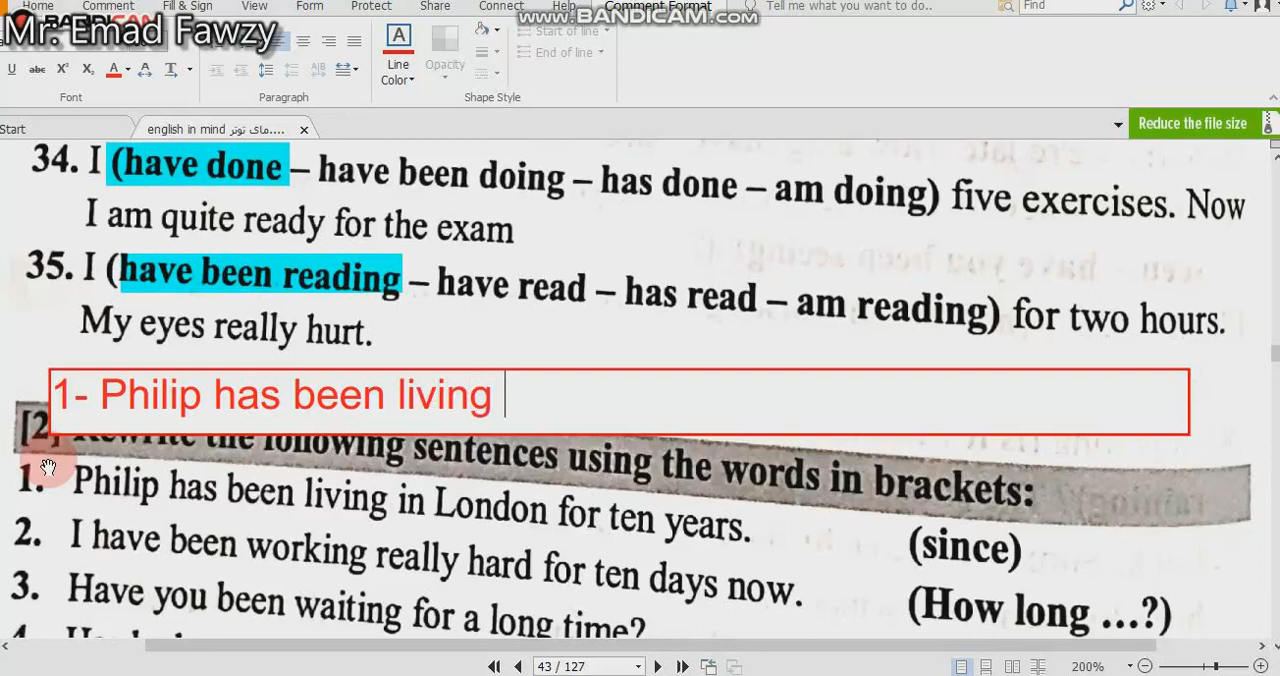 Home View Form Protect Share Connect Help Comment Format Tell me what you want to do.. Find
BANDICAM
www.BANDICAM.com
Mr: Emad Fawzy
Line Color
Opacity
Start of line
End of line
Font Paragraph Shape Style
Start
english in mind ماى توتر....
Reduce the file size
34. I (have done – have been doing – has done – am doing) five exercises. Now
I am quite ready for the exam
35. I (have been reading – have read – has read – am reading) for two hours.
My eyes really hurt.
1- Philip has been living
[2] Rewrite the following sentences using the words in brackets:
1. Philip has been living in London for ten years. (since)
2. I have been working really hard for ten days now. (How long ...?)
3. Have you been waiting for a long time?
4.
43 / 127
200%